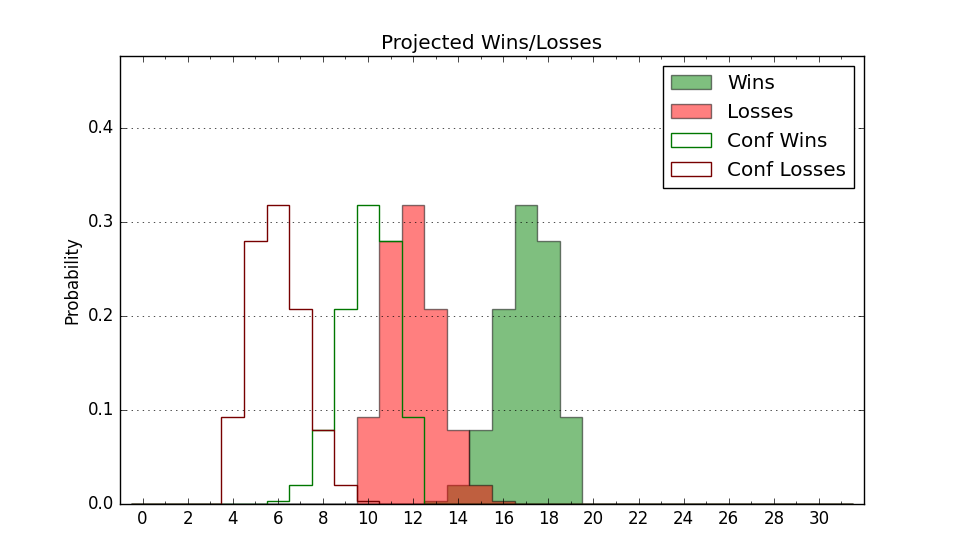 Projected Wins/Losses
Wins
Losses
Conf Wins
Conf Losses
Probability
0.4
0.3
0.2
0.1
0.0
0 2 4 6 8 10 12 14 16 18 20 22 24 26 28 30